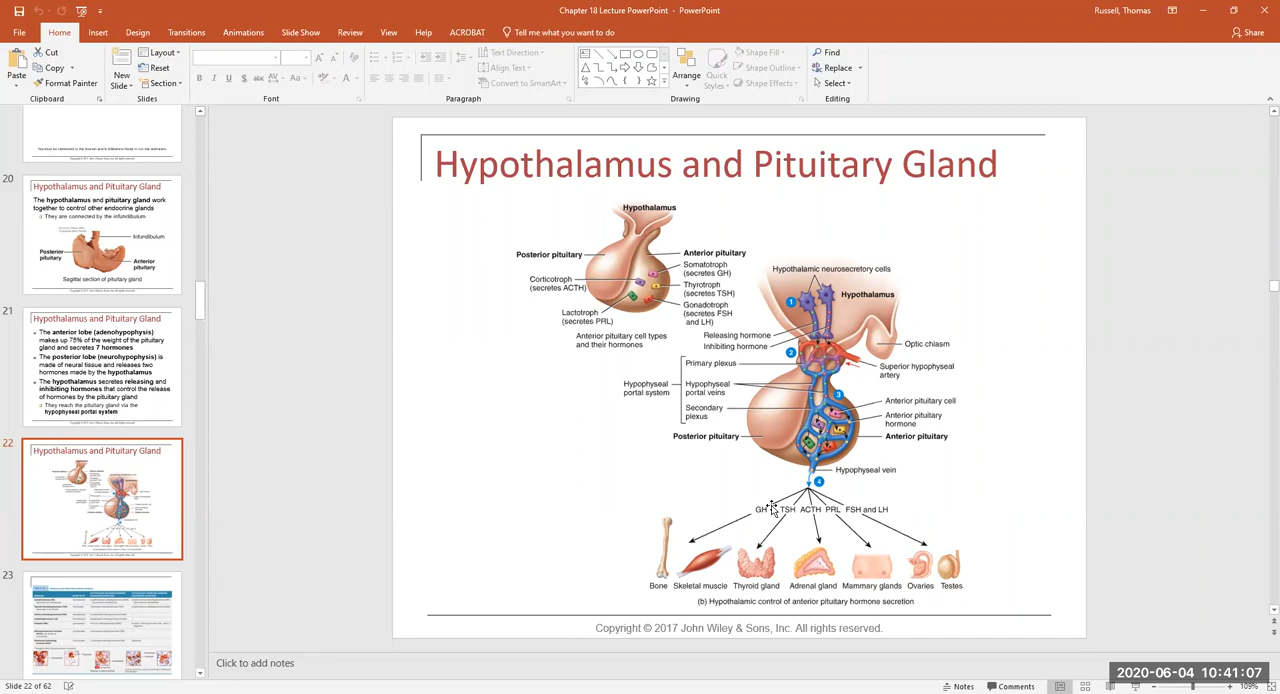 Chapter 18 Lecture PowerPoint - PowerPoint
Russell, Thomas
File Home Insert Design Transitions Animations Slide Show Review View Help ACROBAT Tell me what you want to do
Share
Paste
Cut
Copy
Format Painter
Clipboard
New
Slide
Layout
Reset
Section
Slides
B I U S abc AV Aa A
Font
Text Direction
Align Text
Convert to SmartArt
Paragraph
Arrange
Quick
Styles
Shape Fill
Shape Outline
Shape Effects
Drawing
Find
Replace
Select
Editing
20
Hypothalamus and Pituitary Gland
The hypothalamus and pituitary gland work
together to control other endocrine glands
They are connected by the infundibulum
Infundibulum
Posterior
pituitary
Anterior
pituitary
Sagittal section of pituitary gland
21
Hypothalamus and Pituitary Gland
The anterior lobe (adenohypophysis)
makes up 75% of the weight of the pituitary
gland and secretes 7 hormones
The posterior lobe (neurohypophysis) is
made of neural tissue and releases two
hormones made by the hypothalamus
The hypothalamus secretes releasing and
inhibiting hormones that control the release
of hormones by the pituitary gland
They reach the pituitary gland via the
hypophyseal portal system
22
Hypothalamus and Pituitary Gland
23
Hypothalamus and Pituitary Gland
Hypothalamus
Posterior pituitary
Anterior pituitary
Somatotroph
(secretes GH)
Corticotroph
(secretes ACTH)
Thyrotroph
(secretes TSH)
Gonadotroph
(secretes FSH
and LH)
Lactotroph
(secretes PRL)
Anterior pituitary cell types
and their hormones
Hypothalamic neurosecretory cells
1
Hypothalamus
Releasing hormone
Inhibiting hormone
Optic chiasm
2
Primary plexus
Superior hypophyseal
artery
Hypophyseal
portal system
Hypophyseal
portal veins
3
Secondary
plexus
Anterior pituitary cell
Anterior pituitary
hormone
Posterior pituitary
Anterior pituitary
Hypophyseal vein
4
GH TSH ACTH PRL FSH and LH
Bone Skeletal muscle Thyroid gland Adrenal gland Mammary glands Ovaries Testes
(b) Hypothalamic control of anterior pituitary hormone secretion
Copyright © 2017 John Wiley & Sons, Inc. All rights reserved.
Click to add notes
2020-06-04 10:41:07
Slide 22 of 62
Notes
Comments
109%